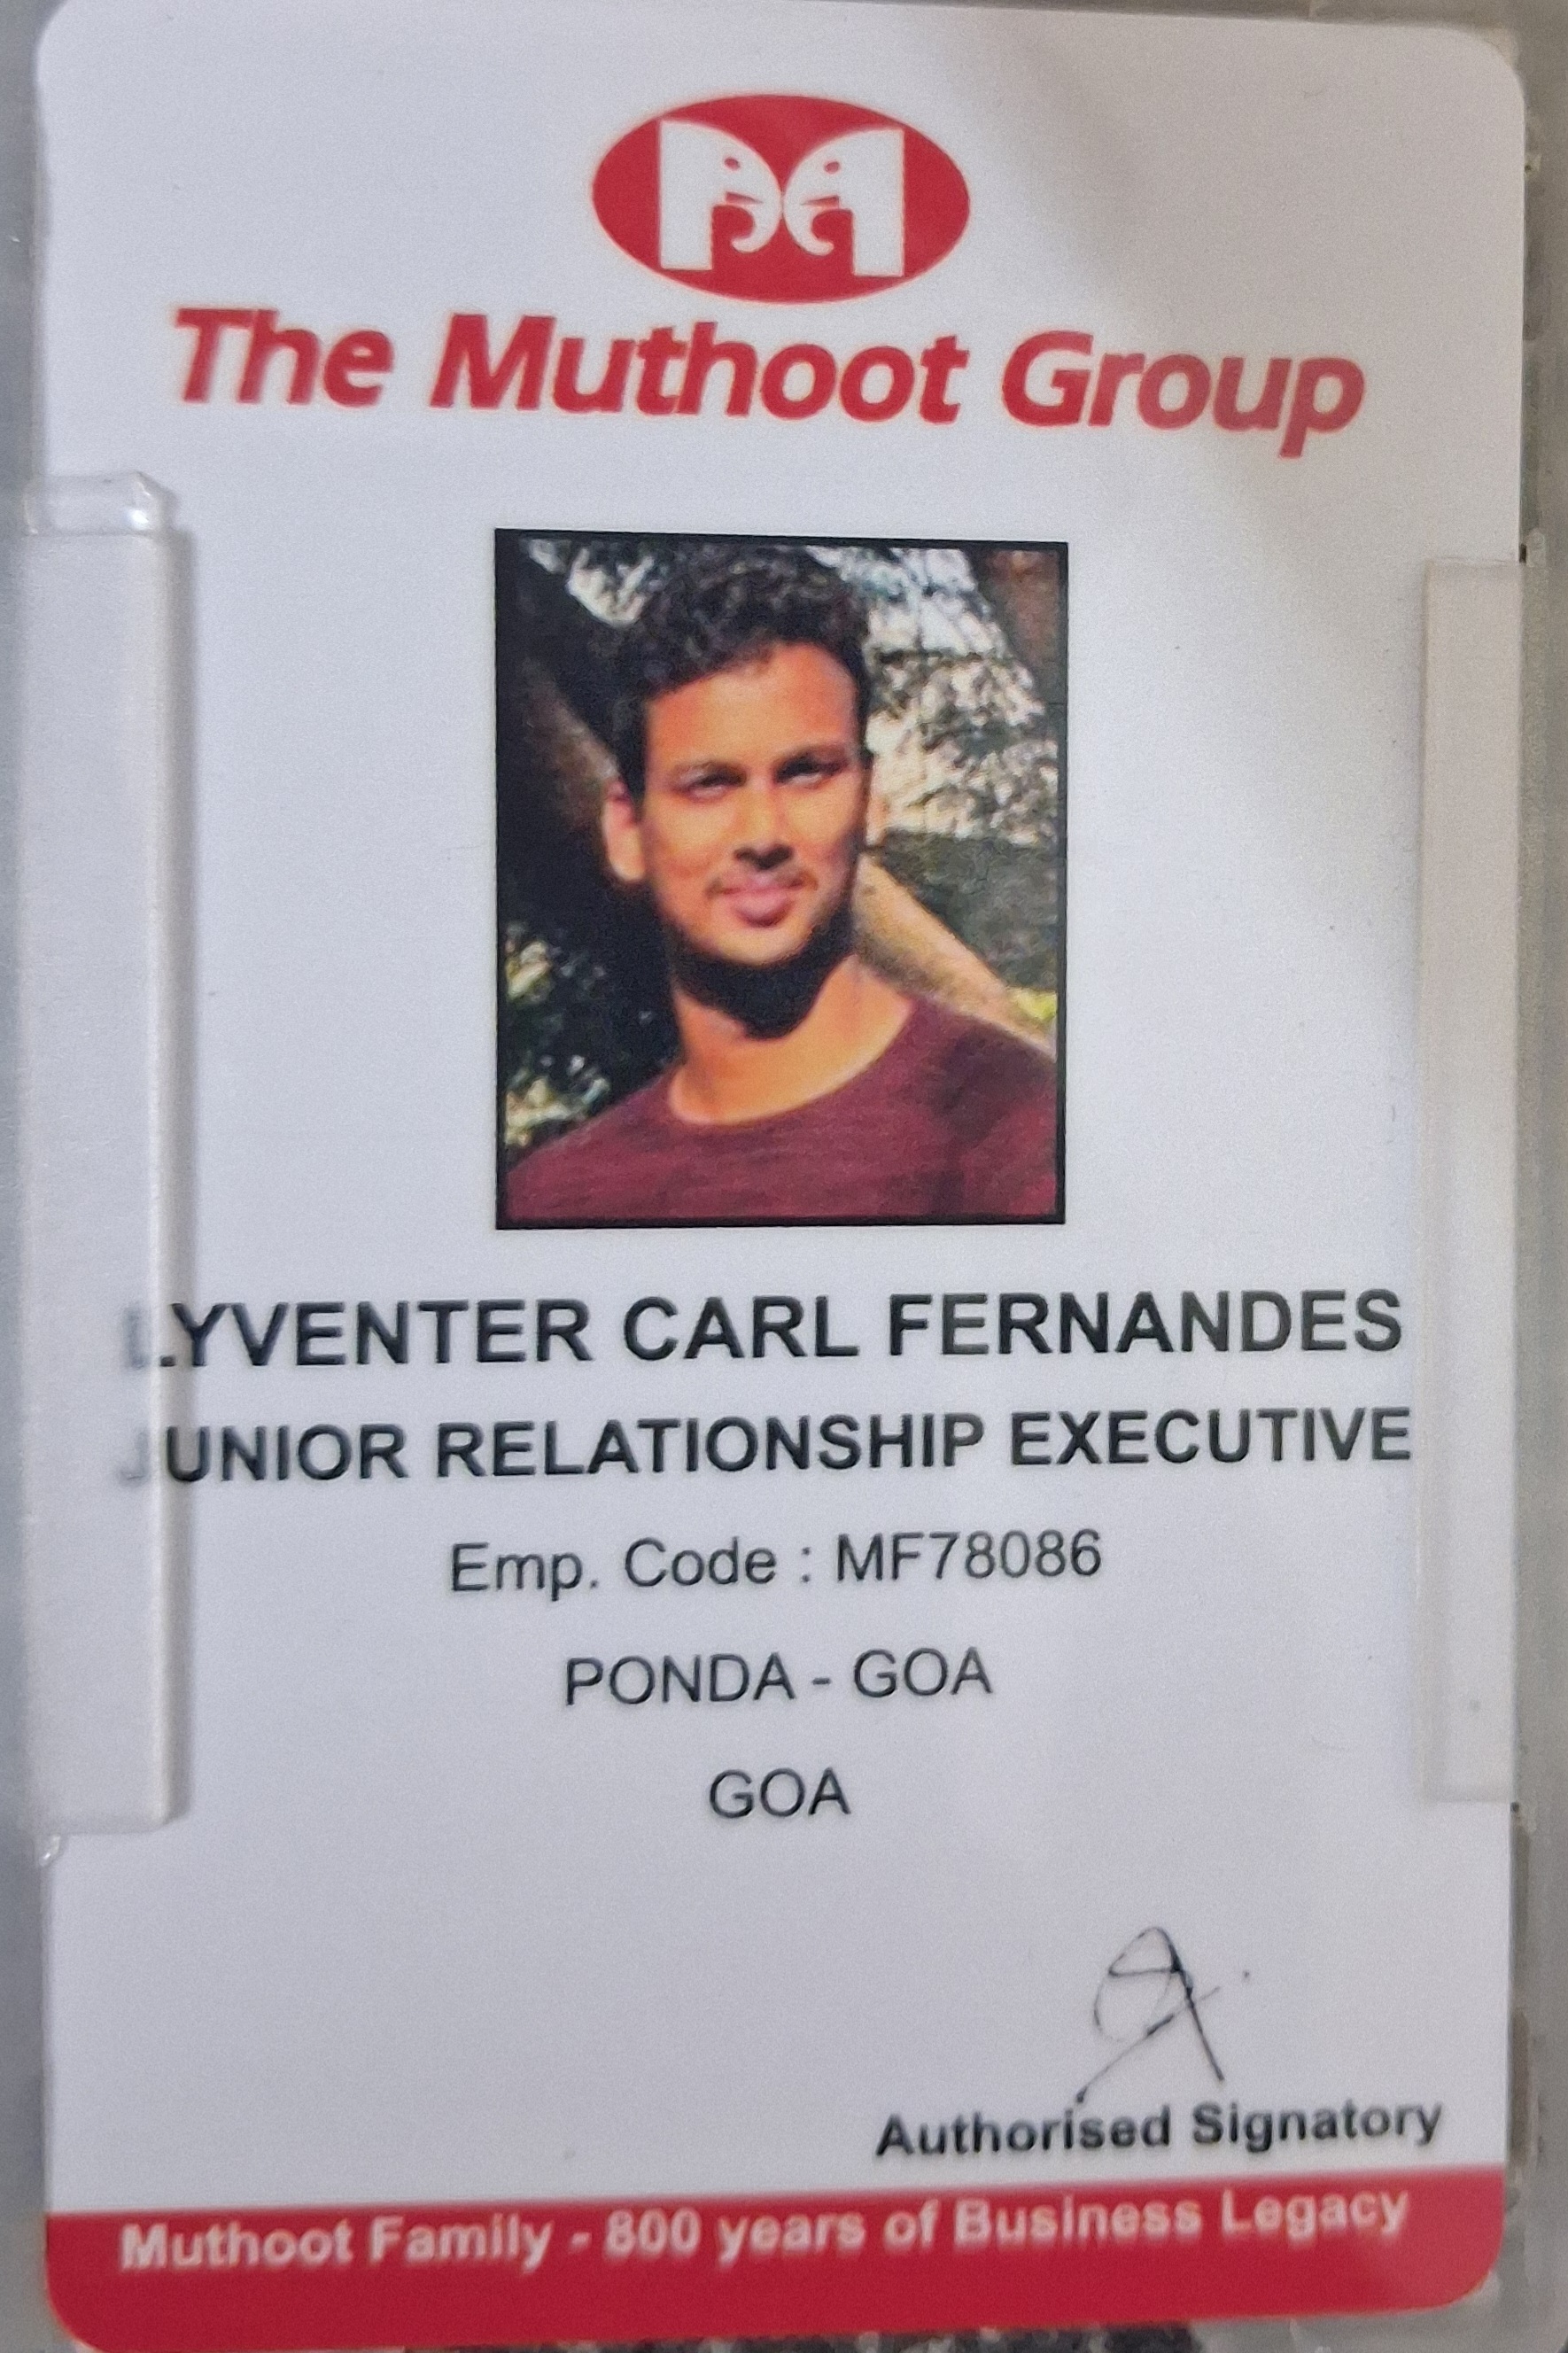 The Muthoot Group
LYVENTER CARL FERNANDES
JUNIOR RELATIONSHIP EXECUTIVE
Emp. Code : MF78086
PONDA - GOA
GOA
Authorised Signatory
Muthoot Family - 800 years of Business Legacy